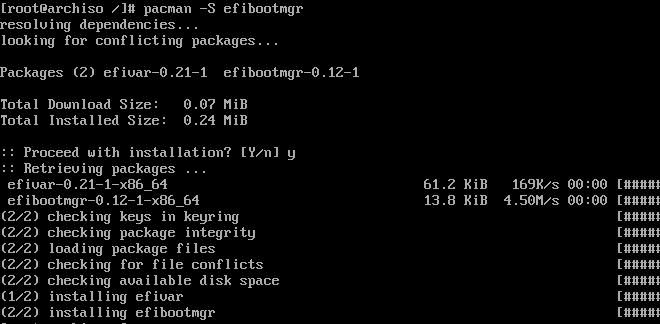 [root@archiso /]# pacman -S efibootmgr
resolving dependencies...
looking for conflicting packages...
Packages (2) efivar-0.21-1  efibootmgr-0.12-1
Total Download Size:   0.07 MiB
Total Installed Size:  0.24 MiB
:: Proceed with installation? [Y/n] y
:: Retrieving packages ...
 efivar-0.21-1-x86_64                      61.2 KiB   169K/s 00:00 [#####
 efibootmgr-0.12-1-x86_64                  13.8 KiB  4.50M/s 00:00 [#####
(2/2) checking keys in keyring                                     [#####
(2/2) checking package integrity                                   [#####
(2/2) loading package files                                        [#####
(2/2) checking for file conflicts                                  [#####
(2/2) checking available disk space                                [#####
(1/2) installing efivar                                            [#####
(2/2) installing efibootmgr                                        [#####